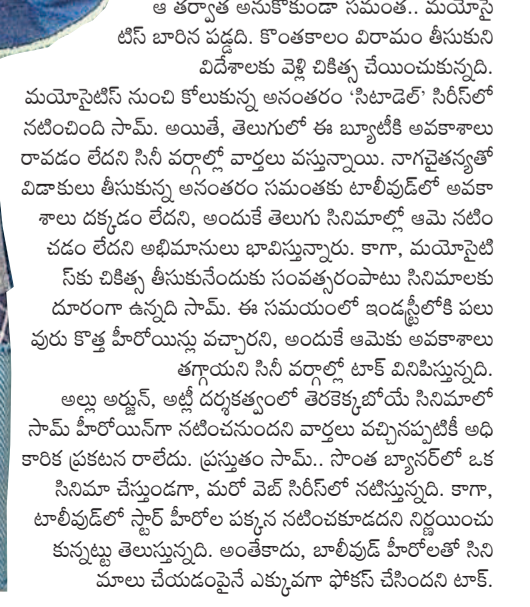 ఆ తర్వాత అనుకోకుండా సమంత.. మయోసై
టిస్ బారిన పడ్డది. కొంతకాలం విరామం తీసుకుని
విదేశాలకు వెళ్లి చికిత్స చేయించుకున్నది.
మయోసైటిస్ నుంచి కోలుకున్న అనంతరం ‘సిటాడెల్’ సిరీస్‌లో
నటించింది సామ్. అయితే, తెలుగులో ఈ బ్యూటీకి అవకాశాలు
రావడం లేదని సినీ వర్గాల్లో వార్తలు వస్తున్నాయి. నాగచైతన్యతో
విడాకులు తీసుకున్న అనంతరం సమంతకు టాలీవుడ్‌లో అవకా
శాలు దక్కడం లేదని, అందుకే తెలుగు సినిమాల్లో ఆమె నటిం
చడం లేదని అభిమానులు భావిస్తున్నారు. కాగా, మయోసైటి
స్‌కు చికిత్స తీసుకునేందుకు సంవత్సరంపాటు సినిమాలకు
దూరంగా ఉన్నది సామ్. ఈ సమయంలో ఇండస్ట్రీలోకి పలు
వురు కొత్త హీరోయిన్లు వచ్చారని, అందుకే ఆమెకు అవకాశాలు
తగ్గాయని సినీ వర్గాల్లో టాక్ వినిపిస్తున్నది.
అల్లు అర్జున్, అట్లీ దర్శకత్వంలో తెరకెక్కబోయే సినిమాలో
సామ్ హీరోయిన్‌గా నటించనుందని వార్తలు వచ్చినప్పటికీ అధి
కారిక ప్రకటన రాలేదు. ప్రస్తుతం సామ్.. సొంత బ్యానర్‌లో ఒక
సినిమా చేస్తుండగా, మరో వెబ్ సిరీస్‌లో నటిస్తున్నది. కాగా,
టాలీవుడ్‌లో స్టార్ హీరోల పక్కన నటించకూడదని నిర్ణయించు
కున్నట్టు తెలుస్తున్నది. అంతేకాదు, బాలీవుడ్ హీరోలతో సిని
మాలు చేయడంపైనే ఎక్కువగా ఫోకస్ చేసిందని టాక్.